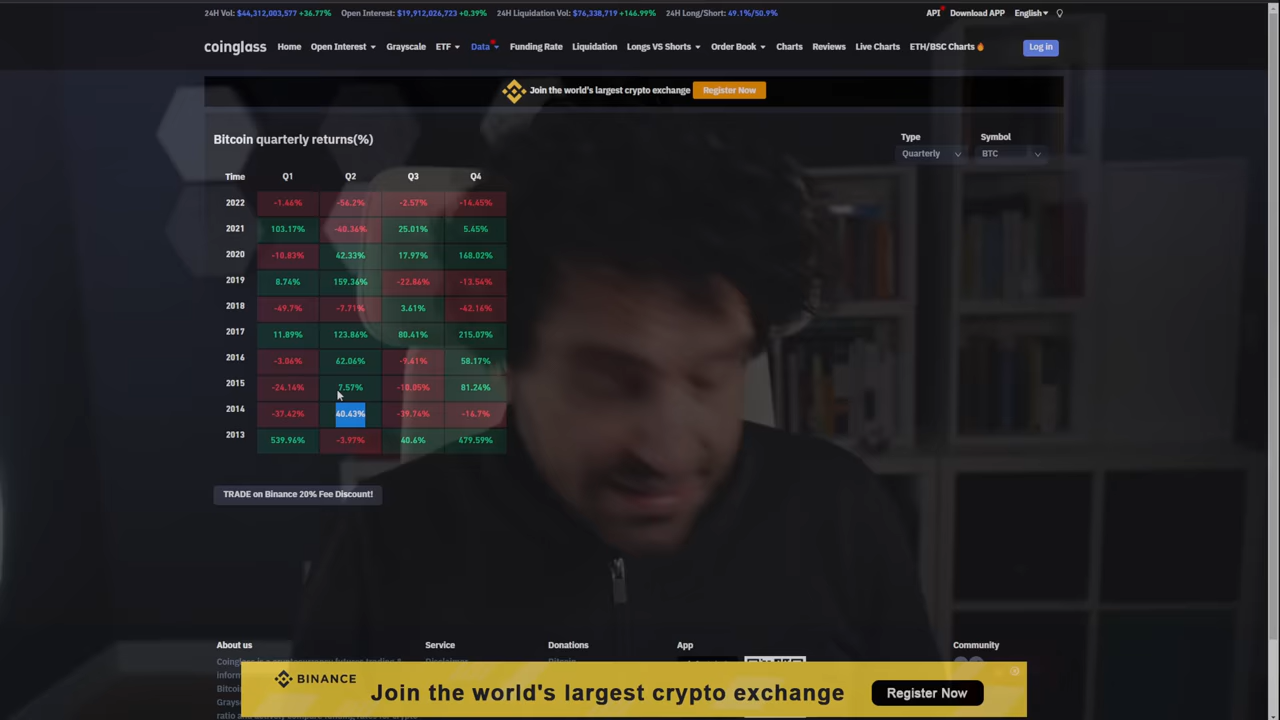 24H Vol: $44,312,003,577 +36.77% Open Interest: $19,912,026,723 +0.39% 24H Liquidation Vol: $76,338,719 +146.99% 24H Long/Short: 49.1%/50.9% API Download APP English
coinglass Home Open Interest Grayscale ETF Data Funding Rate Liquidation Longs VS Shorts Order Book Charts Reviews Live Charts ETH/BSC Charts Log in
Join the world's largest crypto exchange Register Now
Bitcoin quarterly returns(%)
Type Symbol
Quarterly BTC
Time Q1 Q2 Q3 Q4
2022 -1.46% -56.2% -2.57% -14.45%
2021 103.17% -40.36% 25.01% 5.45%
2020 -10.83% 42.33% 17.97% 168.02%
2019 8.74% 159.36% -22.86% -13.54%
2018 -49.7% -7.71% 3.61% -42.16%
2017 11.89% 123.86% 80.41% 215.07%
2016 -3.06% 62.06% -9.41% 58.17%
2015 -24.14% 7.57% -10.05% 81.24%
2014 -37.42% 40.43% -39.74% -16.7%
2013 539.96% -3.97% 40.6% 479.59%
TRADE on Binance 20% Fee Discount!
About us Service Donations App Community
BINANCE
Join the world's largest crypto exchange
Register Now